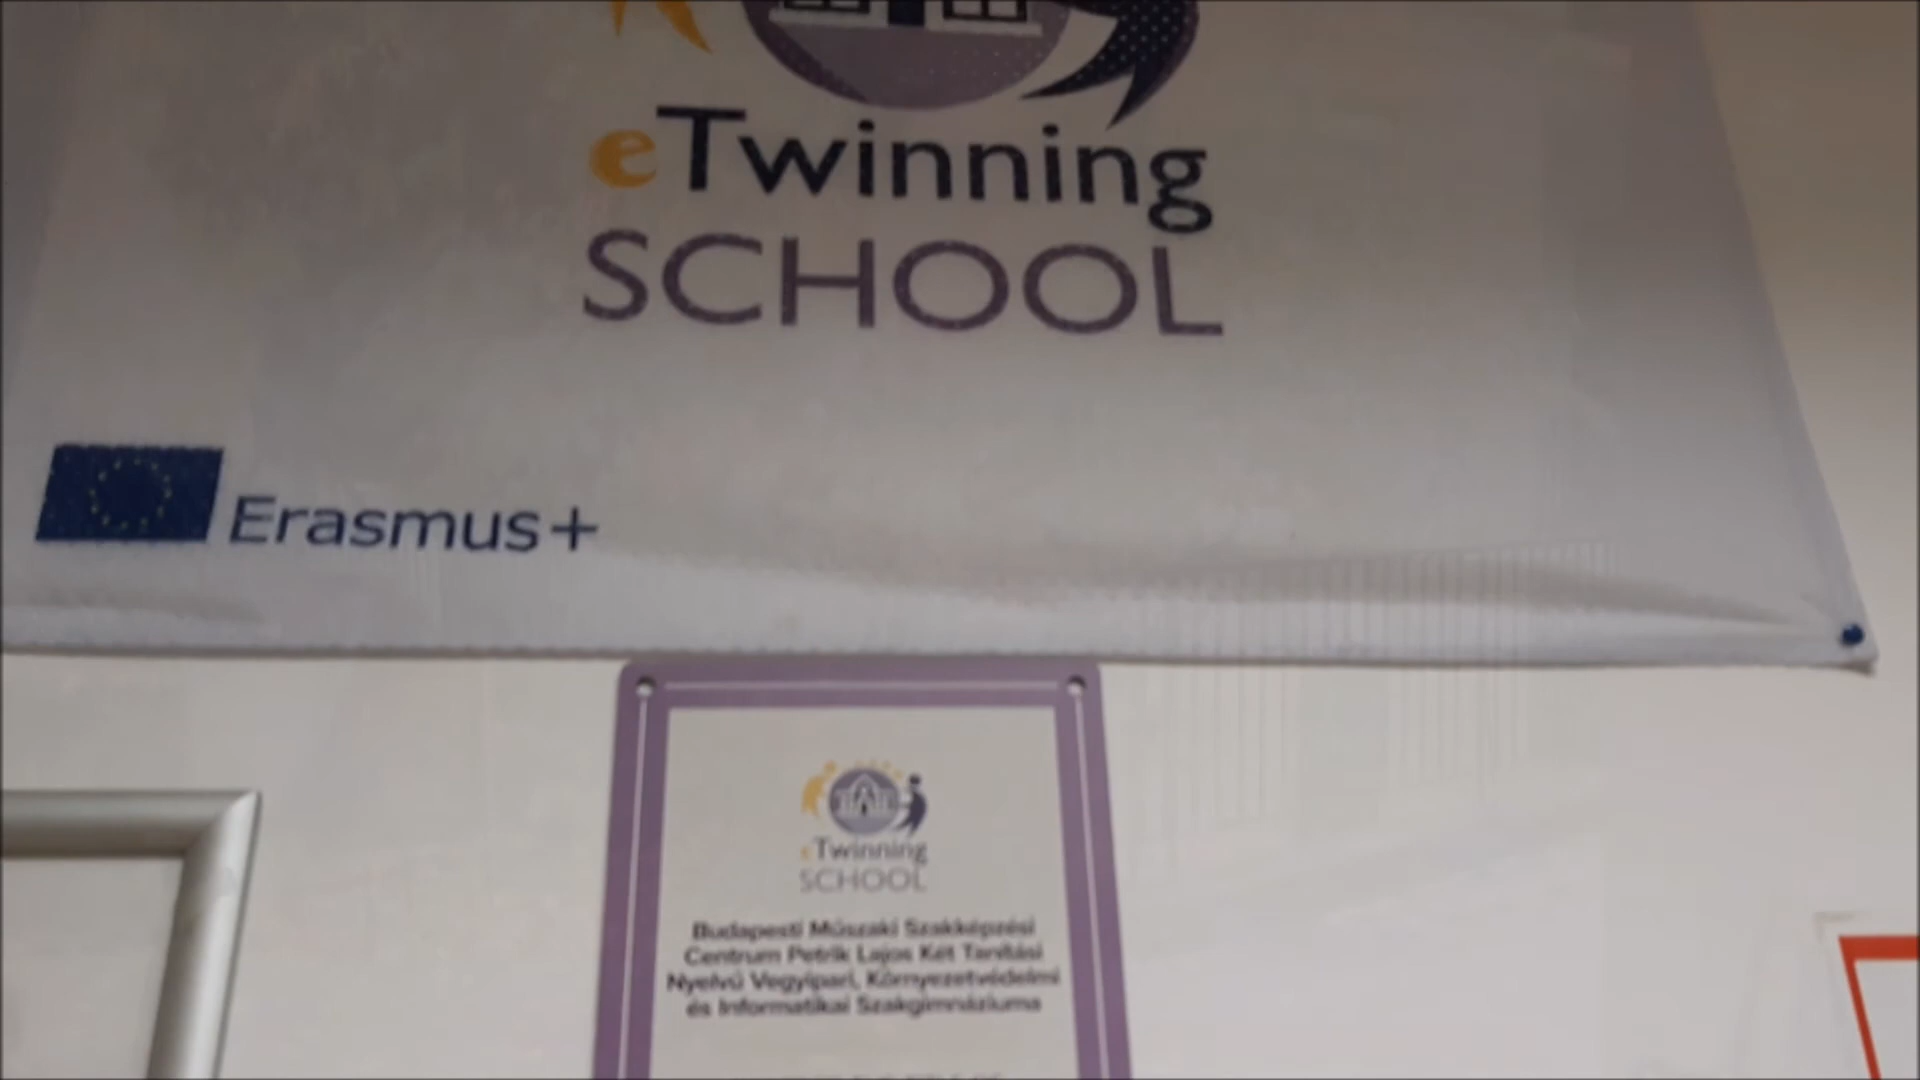 eTwinning
SCHOOL
Erasmus+
eTwinning
SCHOOL
Budapesti Műszaki Szakképzési
Centrum Petrik Lajos Két Tanítási
Nyelvű Vegyipari, Környezetvédelmi
és Informatikai Szakgimnáziuma